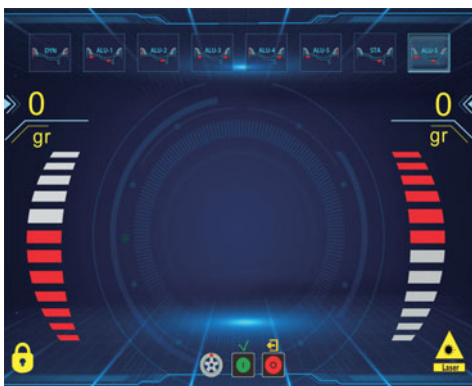 DYN ALU-1 ALU-2 ALU-3 ALU-4 ALU-5 STA ALU-S
0 0
gr gr
Laser